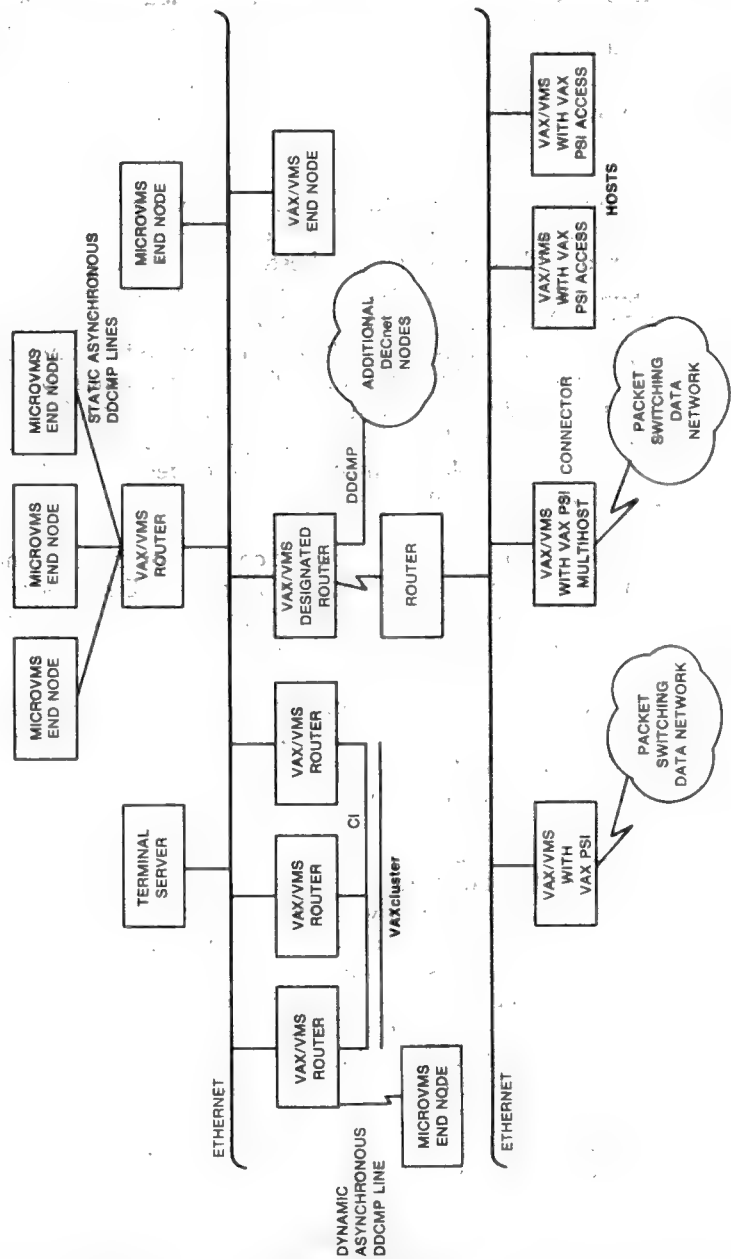 MICROVMS
END NODE
MICROVMS
END NODE
MICROVMS
END NODE
STATIC ASYNCHRONOUS
DDCMP LINES
TERMINAL
SERVER
VAX/VMS
ROUTER
MICROVMS
END NODE
ETHERNET
VAX/VMS
ROUTER
VAX/VMS
ROUTER
VAX/VMS
ROUTER
VAX/VMS
DESIGNATED
ROUTER
VAX/VMS
END NODE
CI
VAXcluster
DDCMP
ADDITIONAL
DECnet
NODES
DYNAMIC
ASYNCHRONOUS
DDCMP LINE
MICROVMS
END NODE
ROUTER
ETHERNET
VAX/VMS
WITH
VAX PSI
VAX/VMS
WITH VAX PSI
MULTIHOST
CONNECTOR
VAX/VMS
WITH VAX
PSI ACCESS
VAX/VMS
WITH VAX
PSI ACCESS
HOSTS
PACKET
SWITCHING
DATA NETWORK
PACKET
SWITCHING
DATA
NETWORK